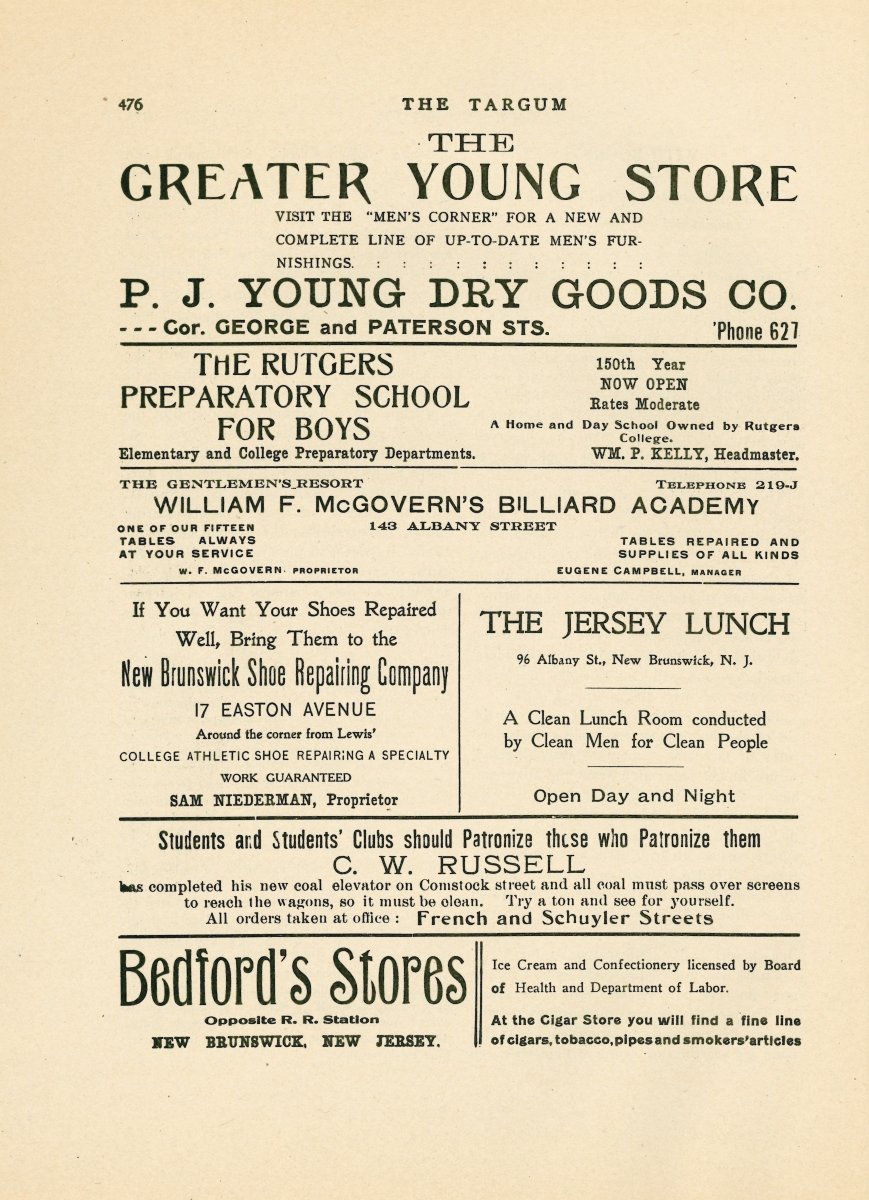 476 THE TARGUM
THE
GREATER YOUNG STORE
VISIT THE "MEN'S CORNER" FOR A NEW AND
COMPLETE LINE OF UP-TO-DATE MEN'S FUR-
NISHINGS. : : : : : : : : : : :
P. J. YOUNG DRY GOODS CO.
--- Cor. GEORGE and PATERSON STS. 'Phone 627
THE RUTGERS
PREPARATORY SCHOOL
FOR BOYS
Elementary and College Preparatory Departments.
150th Year
NOW OPEN
Rates Moderate
A Home and Day School Owned by Rutgers
College.
WM. P. KELLY, Headmaster.
THE GENTLEMEN'S RESORT TELEPHONE 219-J
WILLIAM F. McGOVERN'S BILLIARD ACADEMY
143 ALBANY STREET
ONE OF OUR FIFTEEN
TABLES ALWAYS
AT YOUR SERVICE
TABLES REPAIRED AND
SUPPLIES OF ALL KINDS
W. F. McGOVERN PROPRIETOR EUGENE CAMPBELL, MANAGER
If You Want Your Shoes Repaired
Well, Bring Them to the
New Brunswick Shoe Repairing Company
17 EASTON AVENUE
Around the corner from Lewis'
COLLEGE ATHLETIC SHOE REPAIRING A SPECIALTY
WORK GUARANTEED
SAM NIEDERMAN, Proprietor
THE JERSEY LUNCH
96 Albany St., New Brunswick, N. J.
A Clean Lunch Room conducted
by Clean Men for Clean People
Open Day and Night
Students and Students' Clubs should Patronize those who Patronize them
C. W. RUSSELL
has completed his new coal elevator on Comstock street and all coal must pass over screens
to reach the wagons, so it must be clean. Try a ton and see for yourself.
All orders taken at office : French and Schuyler Streets
Bedford's Stores
Opposite R. R. Station
NEW BRUNSWICK, NEW JERSEY.
Ice Cream and Confectionery licensed by Board
of Health and Department of Labor.
At the Cigar Store you will find a fine line
of cigars, tobacco, pipes and smokers' articles